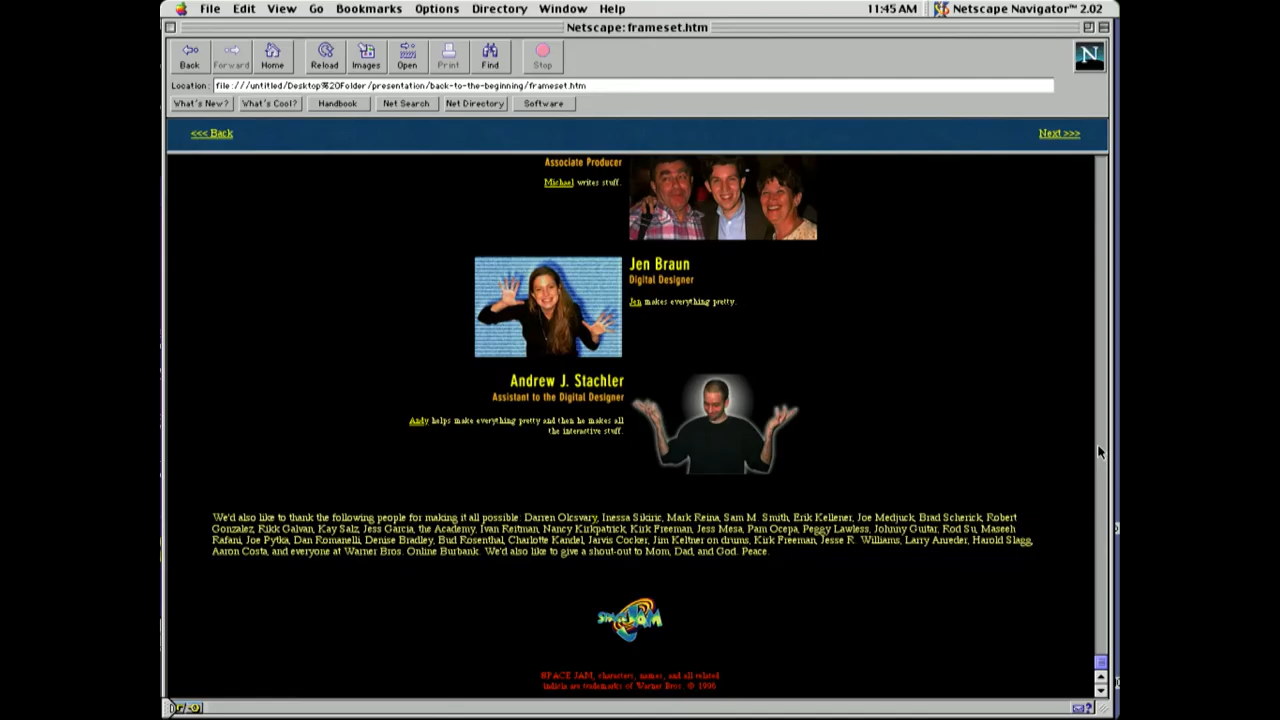 File Edit View Go Bookmarks Options Directory Window Help 11:45 AM Netscape Navigator™ 2.02
Netscape: frameset.htm
Back Forward Home Reload Images Open Print Find Stop
N
Location: file:///untitled/Desktop%20Folder/presentation/back-to-the-beginning/frameset.htm
What's New? What's Cool? Handbook Net Search Net Directory Software
<<< Back Next >>>
Associate Producer
Michael writes stuff.
Jen Braun
Digital Designer
Jen makes everything pretty.
Andrew J. Stachler
Assistant to the Digital Designer
Andy helps make everything pretty and then he makes all
the interactive stuff.
We'd also like to thank the following people for making it all possible: Darren Olcsvary, Inessa Sikiric, Mark Reina, Sam M. Smith, Erik Kellener, Joe Medjuck, Brad Scherick, Robert
Gonzalez, Rikk Galvan, Kay Salz, Jess Garcia, the Academy, Ivan Reitman, Nancy Kirkpatrick, Kirk Freeman, Jess Mesa, Pam Ocepa, Peggy Lawless, Johnny Guitar, Rod Su, Maseeh
Rafani, Joe Pytka, Dan Romanelli, Denise Bradley, Bud Rosenthal, Charlotte Kandel, Jarvis Cocker, Jim Keltner on drums, Kirk Freeman, Jesse R. Williams, Larry Anreder, Harold Slagg,
Aaron Costa, and everyone at Warner Bros. Online Burbank. We'd also like to give a shout-out to Mom, Dad, and God. Peace.
SPACE JAM
SPACE JAM, characters, names, and all related
indicia are trademarks of Warner Bros. © 1996